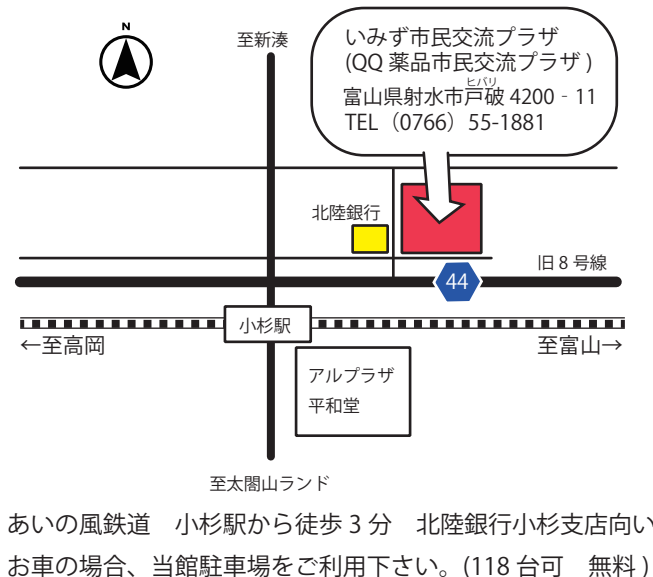 N
至新湊
いみず市民交流プラザ
(QQ 薬品市民交流プラザ )
ヒバリ
富山県射水市戸破 4200‐11
TEL（0766）55-1881
北陸銀行
旧 8 号線
44
小杉駅
←至高岡
至富山→
アルプラザ
平和堂
至太閤山ランド
あいの風鉄道　小杉駅から徒歩 3 分　北陸銀行小杉支店向い
お車の場合、当館駐車場をご利用下さい。(118 台可　無料 )